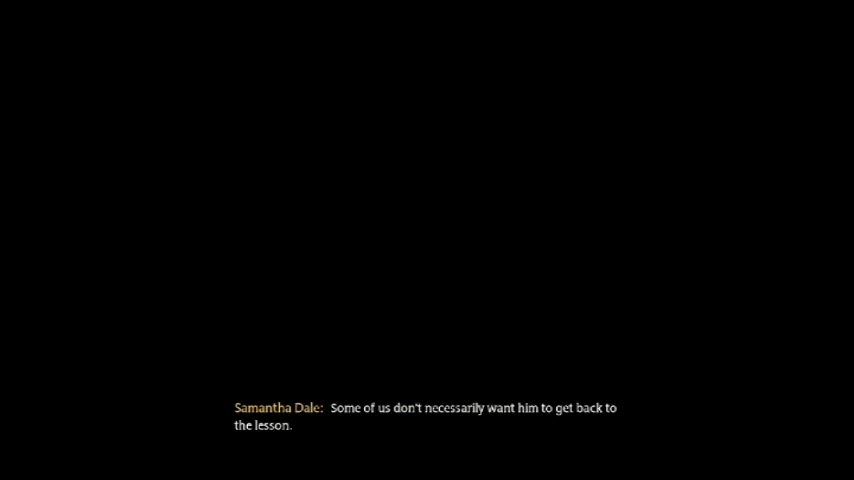 Samantha Dale: Some of us don't necessarily want him to get back to
the lesson.